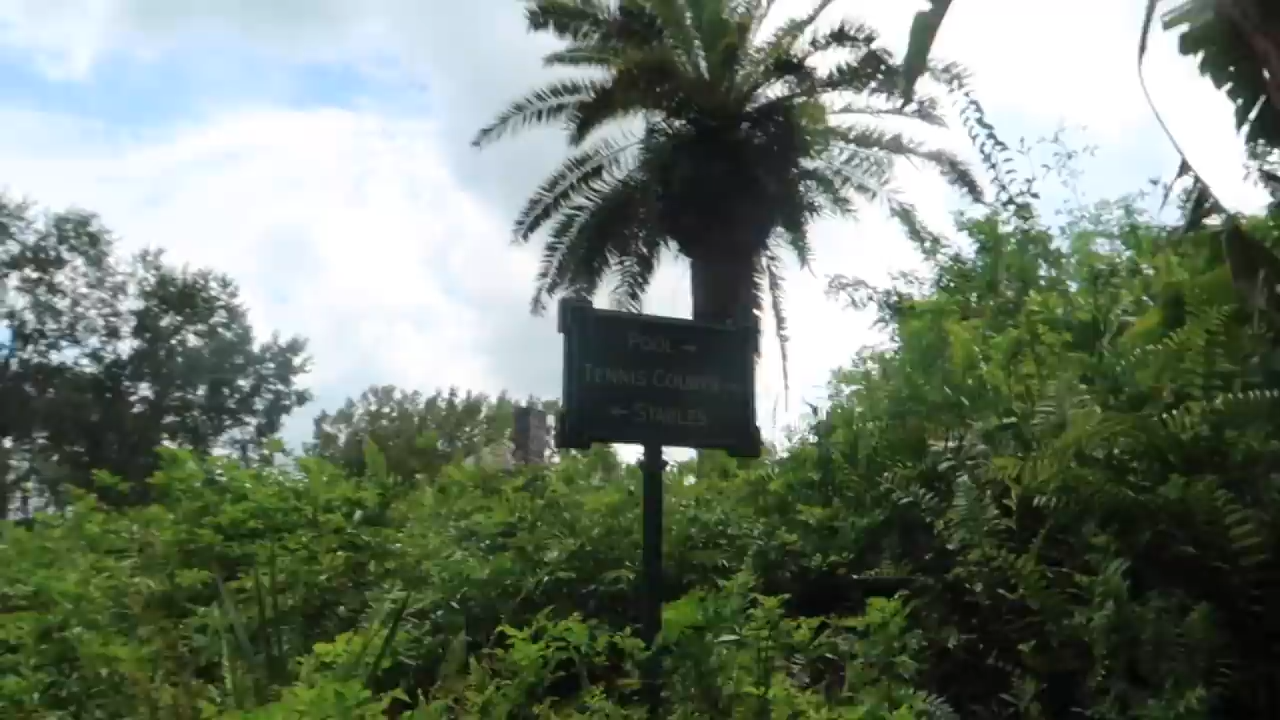 POOL →
TENNIS COURTS →
← STABLES